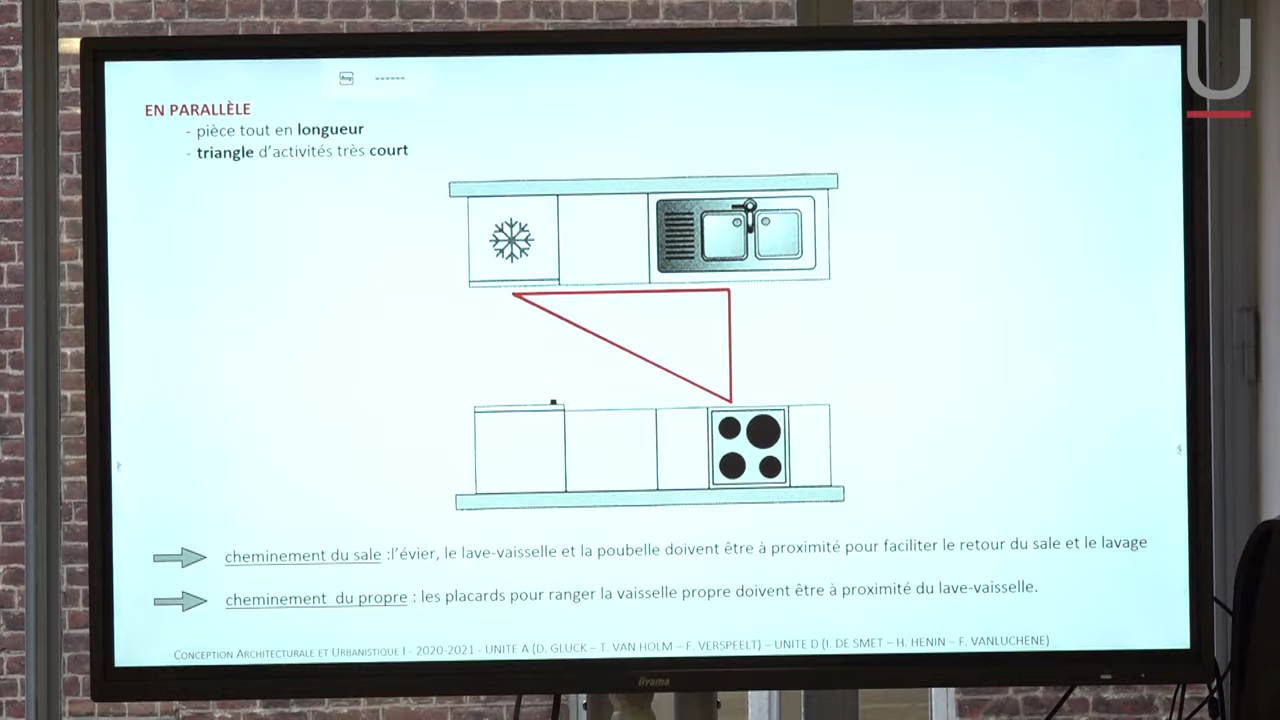 U
EN PARALLÈLE
- pièce tout en longueur
- triangle d'activités très court
cheminement du sale :l'évier, le lave-vaisselle et la poubelle doivent être à proximité pour faciliter le retour du sale et le lavage
cheminement du propre : les placards pour ranger la vaisselle propre doivent être à proximité du lave-vaisselle.
CONCEPTION ARCHITECTURALE ET URBANISTIQUE I - 2020-2021 - UNITE A (D. GLUCK – T. VAN HOLM – F. VERSPEELT) – UNITE D (I. DE SMET – H. HENIN – F. VANLUCHENE)
iiyama